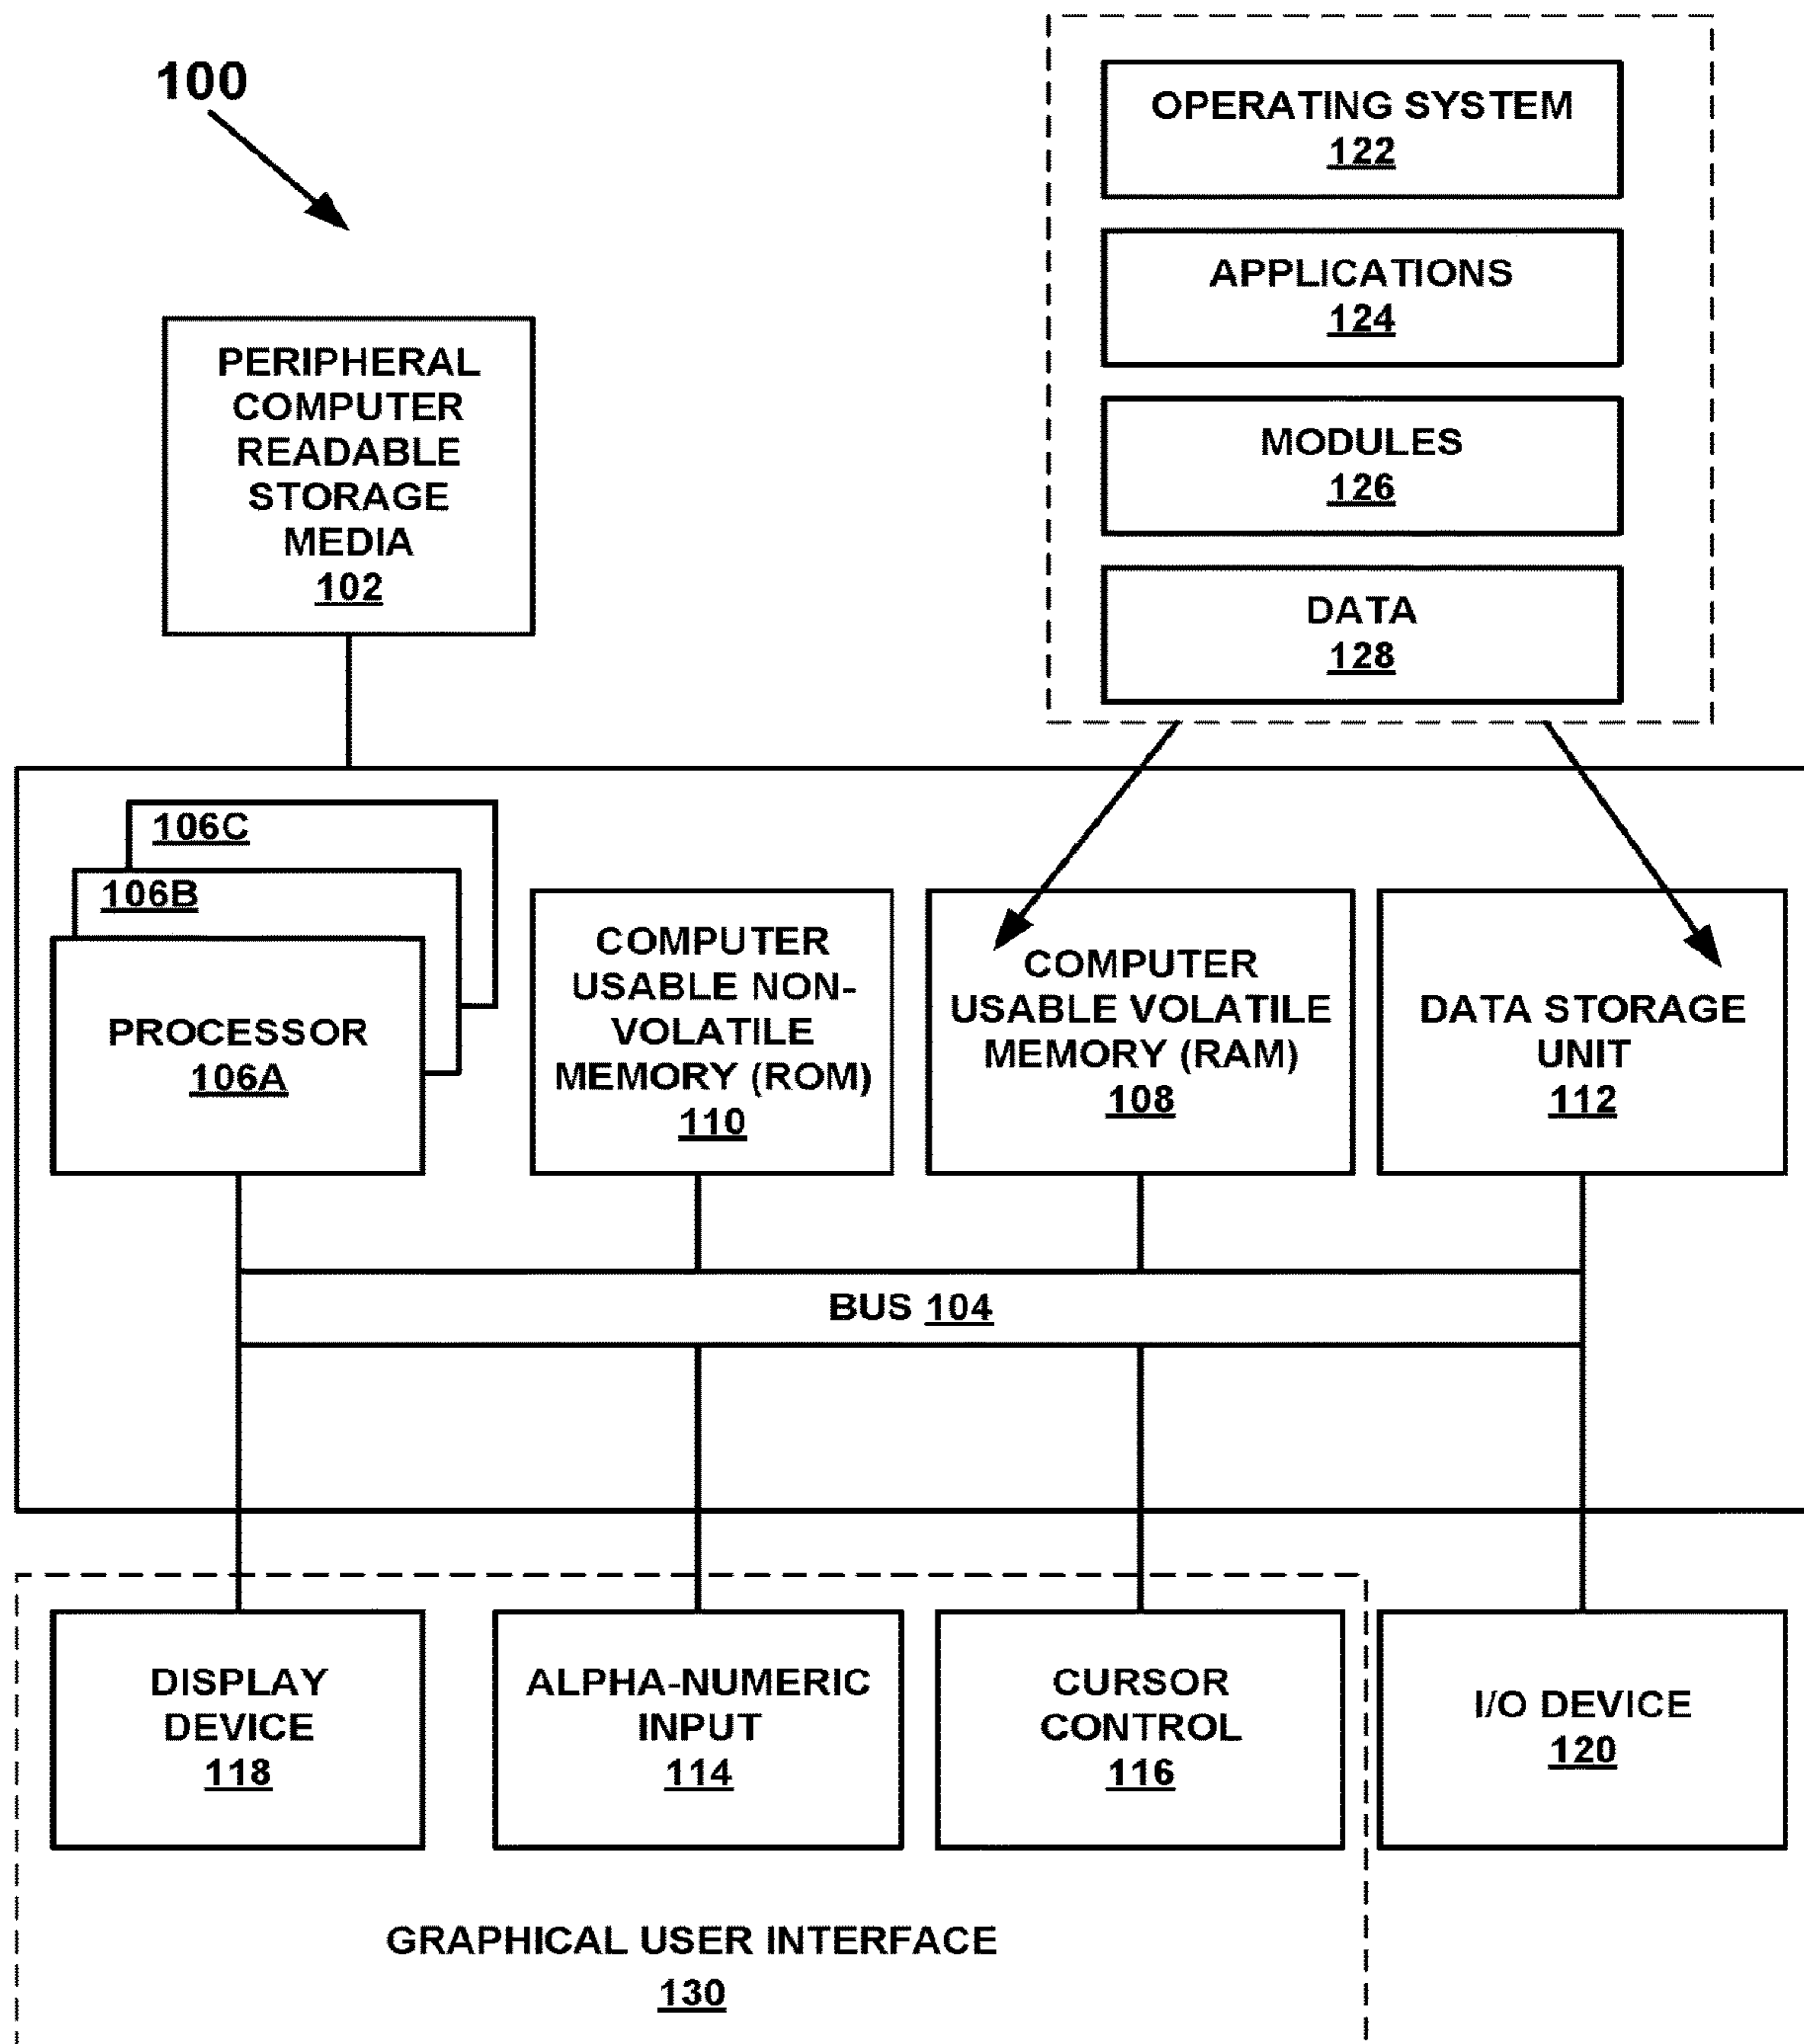 100
OPERATING SYSTEM
122
APPLICATIONS
124
MODULES
126
DATA
128
PERIPHERAL
COMPUTER
READABLE
STORAGE
MEDIA
102
106C
106B
PROCESSOR
106A
COMPUTER
USABLE NON-
VOLATILE
MEMORY (ROM)
110
COMPUTER
USABLE VOLATILE
MEMORY (RAM)
108
DATA STORAGE
UNIT
112
BUS 104
DISPLAY
DEVICE
118
ALPHA-NUMERIC
INPUT
114
CURSOR
CONTROL
116
I/O DEVICE
120
GRAPHICAL USER INTERFACE
130